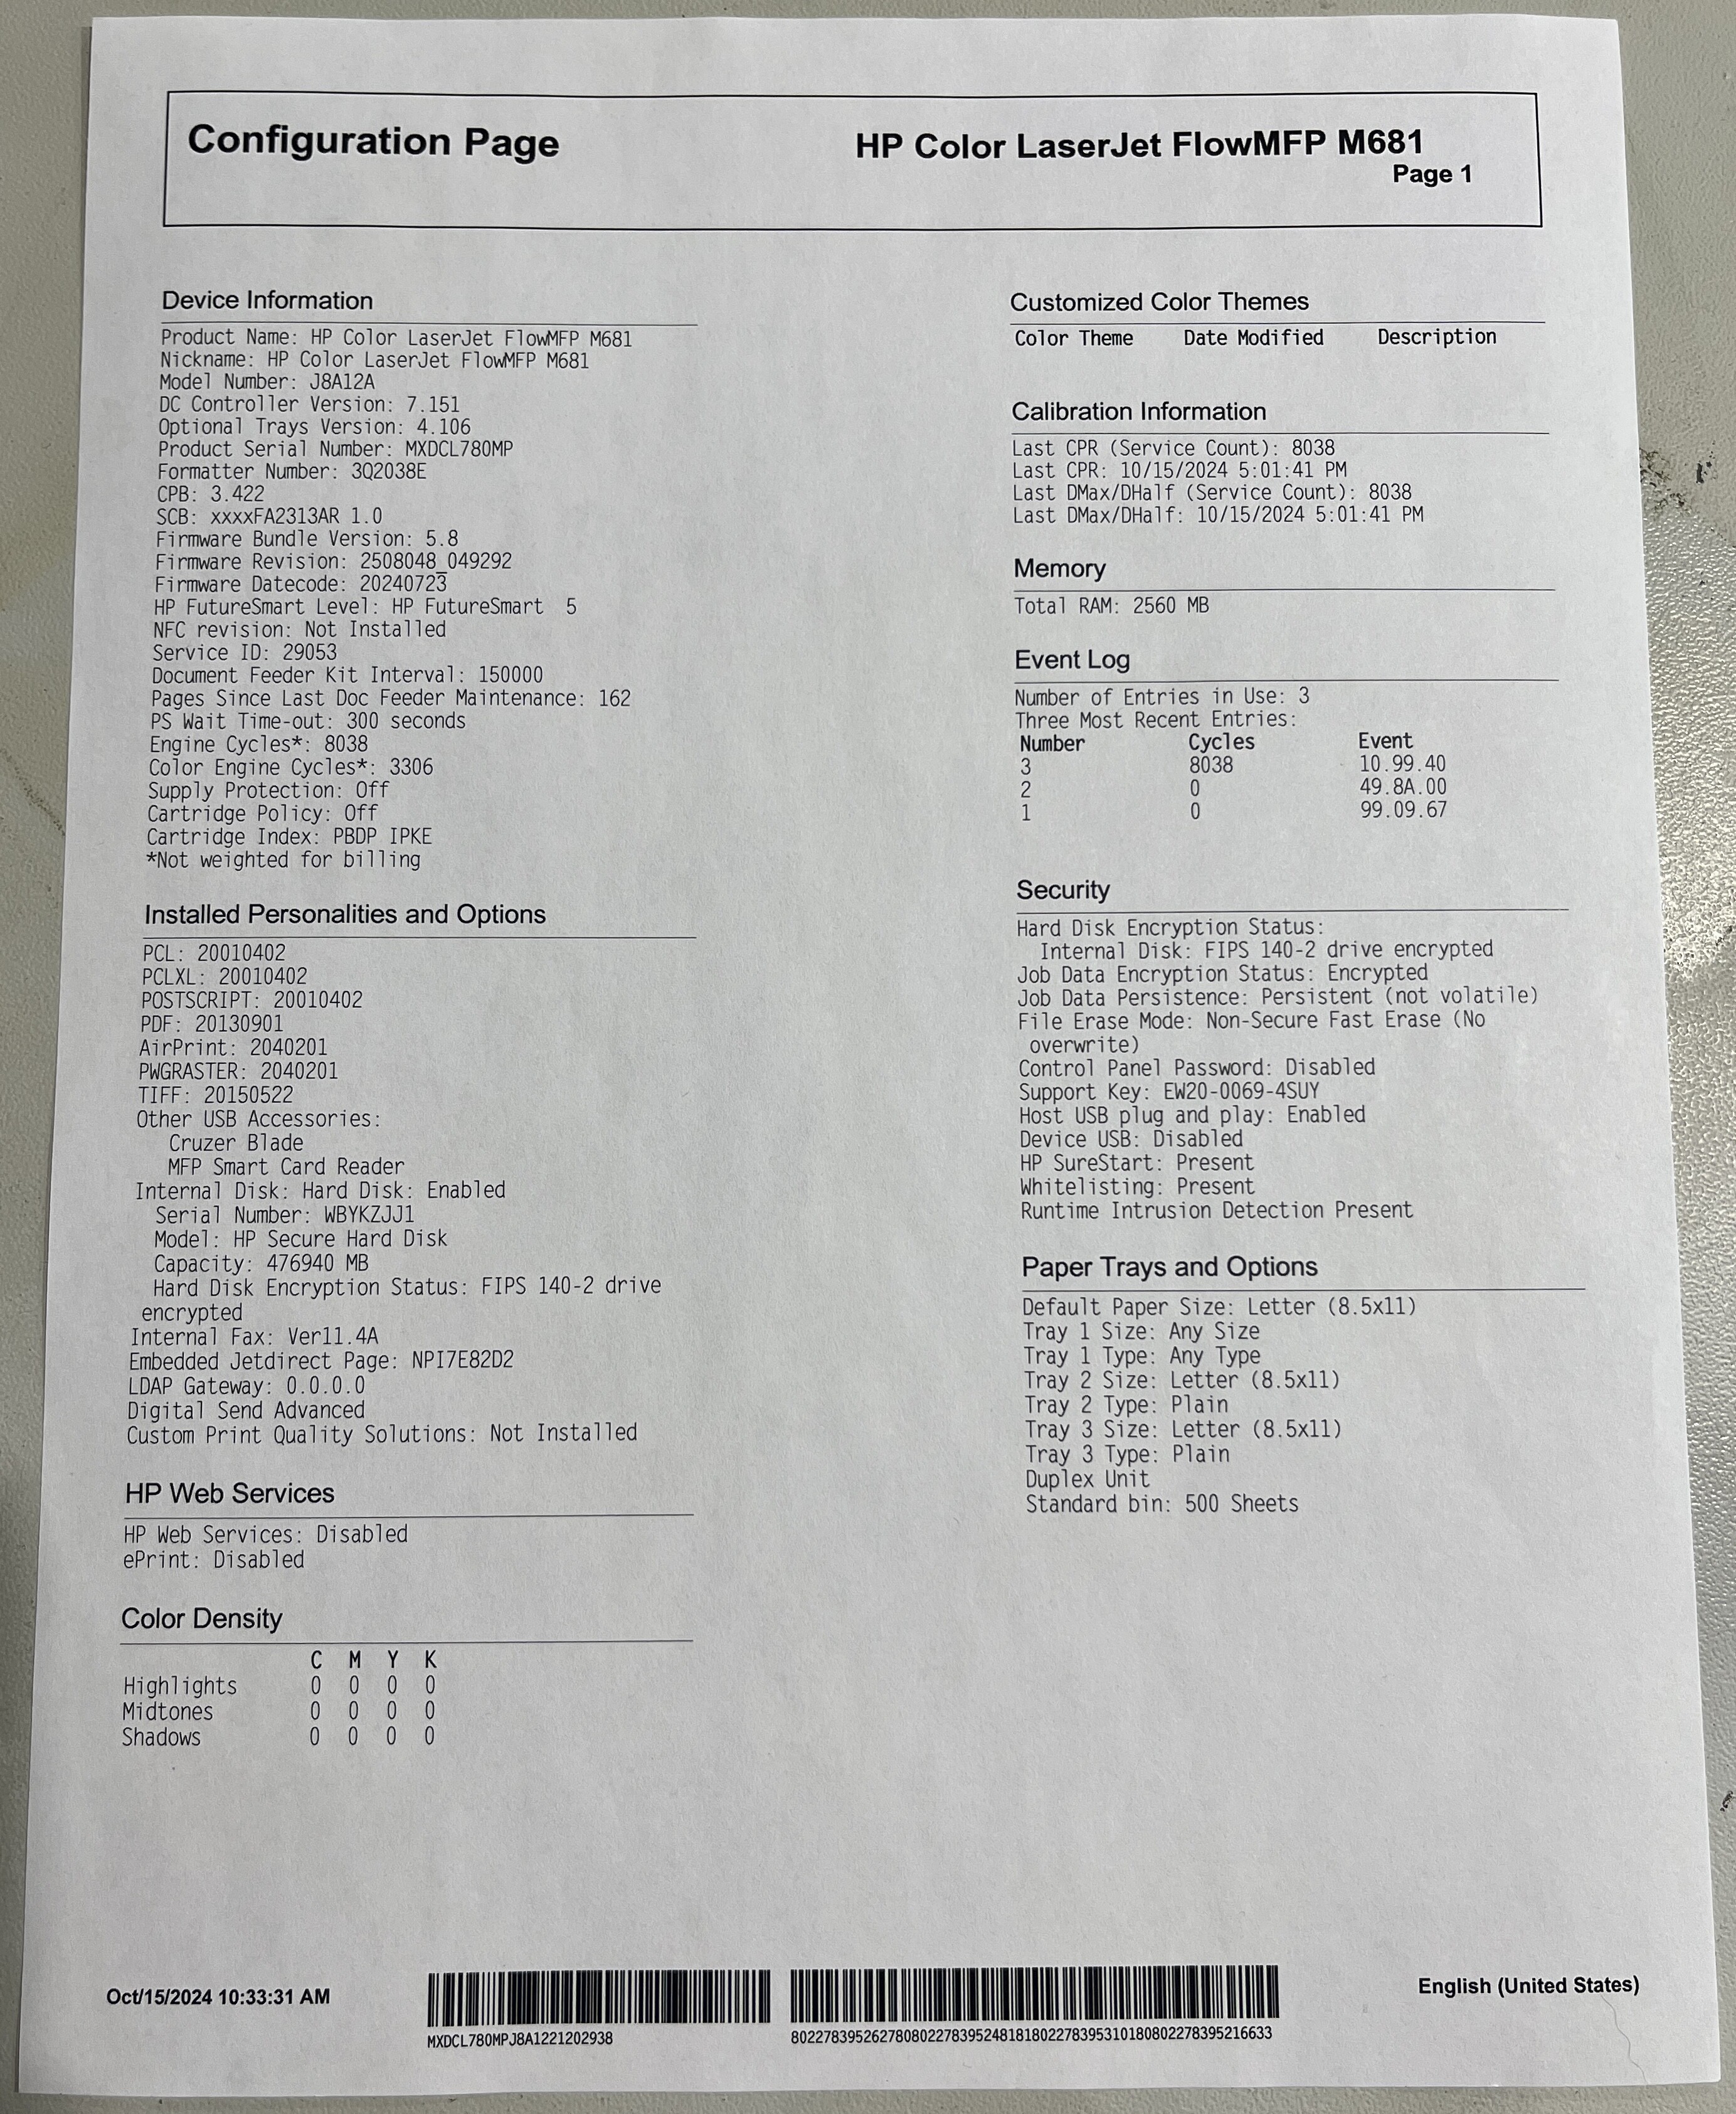 Configuration Page
HP Color LaserJet FlowMFP M681
Page 1
Device Information
Product Name: HP Color LaserJet FlowMFP M681
Nickname: HP Color LaserJet FlowMFP M681
Model Number: J8A12A
DC Controller Version: 7.151
Optional Trays Version: 4.106
Product Serial Number: MXDCL780MP
Formatter Number: 3Q2038E
CPB: 3.422
SCB: xxxxFA2313AR 1.0
Firmware Bundle Version: 5.8
Firmware Revision: 2508048_049292
Firmware Datecode: 20240723
HP FutureSmart Level: HP FutureSmart 5
NFC revision: Not Installed
Service ID: 29053
Document Feeder Kit Interval: 150000
Pages Since Last Doc Feeder Maintenance: 162
PS Wait Time-out: 300 seconds
Engine Cycles*: 8038
Color Engine Cycles*: 3306
Supply Protection: Off
Cartridge Policy: Off
Cartridge Index: PBDP IPKE
*Not weighted for billing
Installed Personalities and Options
PCL: 20010402
PCLXL: 20010402
POSTSCRIPT: 20010402
PDF: 20130901
AirPrint: 2040201
PWGRASTER: 2040201
TIFF: 20150522
Other USB Accessories:
Cruzer Blade
MFP Smart Card Reader
Internal Disk: Hard Disk: Enabled
Serial Number: WBYKZJJ1
Model: HP Secure Hard Disk
Capacity: 476940 MB
Hard Disk Encryption Status: FIPS 140-2 drive
encrypted
Internal Fax: Ver11.4A
Embedded Jetdirect Page: NPI7E82D2
LDAP Gateway: 0.0.0.0
Digital Send Advanced
Custom Print Quality Solutions: Not Installed
HP Web Services
HP Web Services: Disabled
ePrint: Disabled
Color Density
C M Y K
Highlights 0 0 0 0
Midtones 0 0 0 0
Shadows 0 0 0 0
Customized Color Themes
Color Theme Date Modified Description
Calibration Information
Last CPR (Service Count): 8038
Last CPR: 10/15/2024 5:01:41 PM
Last DMax/DHalf (Service Count): 8038
Last DMax/DHalf: 10/15/2024 5:01:41 PM
Memory
Total RAM: 2560 MB
Event Log
Number of Entries in Use: 3
Three Most Recent Entries:
Number Cycles Event
3 8038 10.99.40
2 0 49.8A.00
1 0 99.09.67
Security
Hard Disk Encryption Status:
Internal Disk: FIPS 140-2 drive encrypted
Job Data Encryption Status: Encrypted
Job Data Persistence: Persistent (not volatile)
File Erase Mode: Non-Secure Fast Erase (No
overwrite)
Control Panel Password: Disabled
Support Key: EW20-0069-4SUY
Host USB plug and play: Enabled
Device USB: Disabled
HP SureStart: Present
Whitelisting: Present
Runtime Intrusion Detection Present
Paper Trays and Options
Default Paper Size: Letter (8.5x11)
Tray 1 Size: Any Size
Tray 1 Type: Any Type
Tray 2 Size: Letter (8.5x11)
Tray 2 Type: Plain
Tray 3 Size: Letter (8.5x11)
Tray 3 Type: Plain
Duplex Unit
Standard bin: 500 Sheets
Oct/15/2024 10:33:31 AM
MXDCL780MPJ8A1221202938
802278395262780802278395248181802278395310180802278395216633
English (United States)